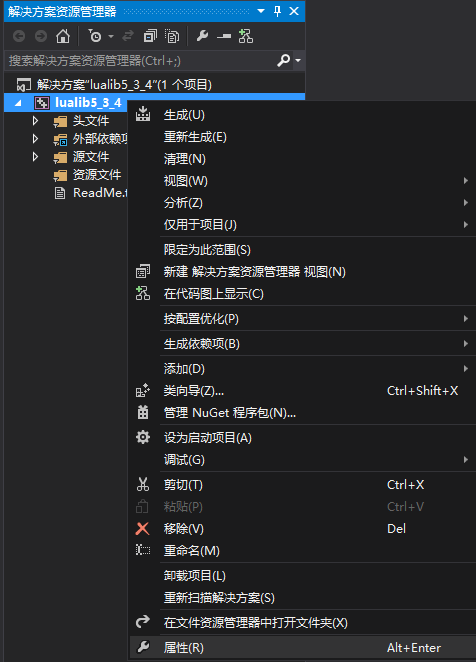 解决方案资源管理器
搜索解决方案资源管理器(Ctrl+;)
解决方案"lualib5_3_4"(1 个项目)
lualib5_3_4
头文件
外部依赖项
源文件
资源文件
ReadMe.t
生成(U)
重新生成(E)
清理(N)
视图(W)
分析(Z)
仅用于项目(J)
限定为此范围(S)
新建 解决方案资源管理器 视图(N)
在代码图上显示(C)
按配置优化(P)
生成依赖项(B)
添加(D)
类向导(Z)... Ctrl+Shift+X
管理 NuGet 程序包(N)...
设为启动项目(A)
调试(G)
剪切(T) Ctrl+X
粘贴(P) Ctrl+V
移除(V) Del
重命名(M)
卸载项目(L)
重新扫描解决方案(S)
在文件资源管理器中打开文件夹(X)
属性(R) Alt+Enter